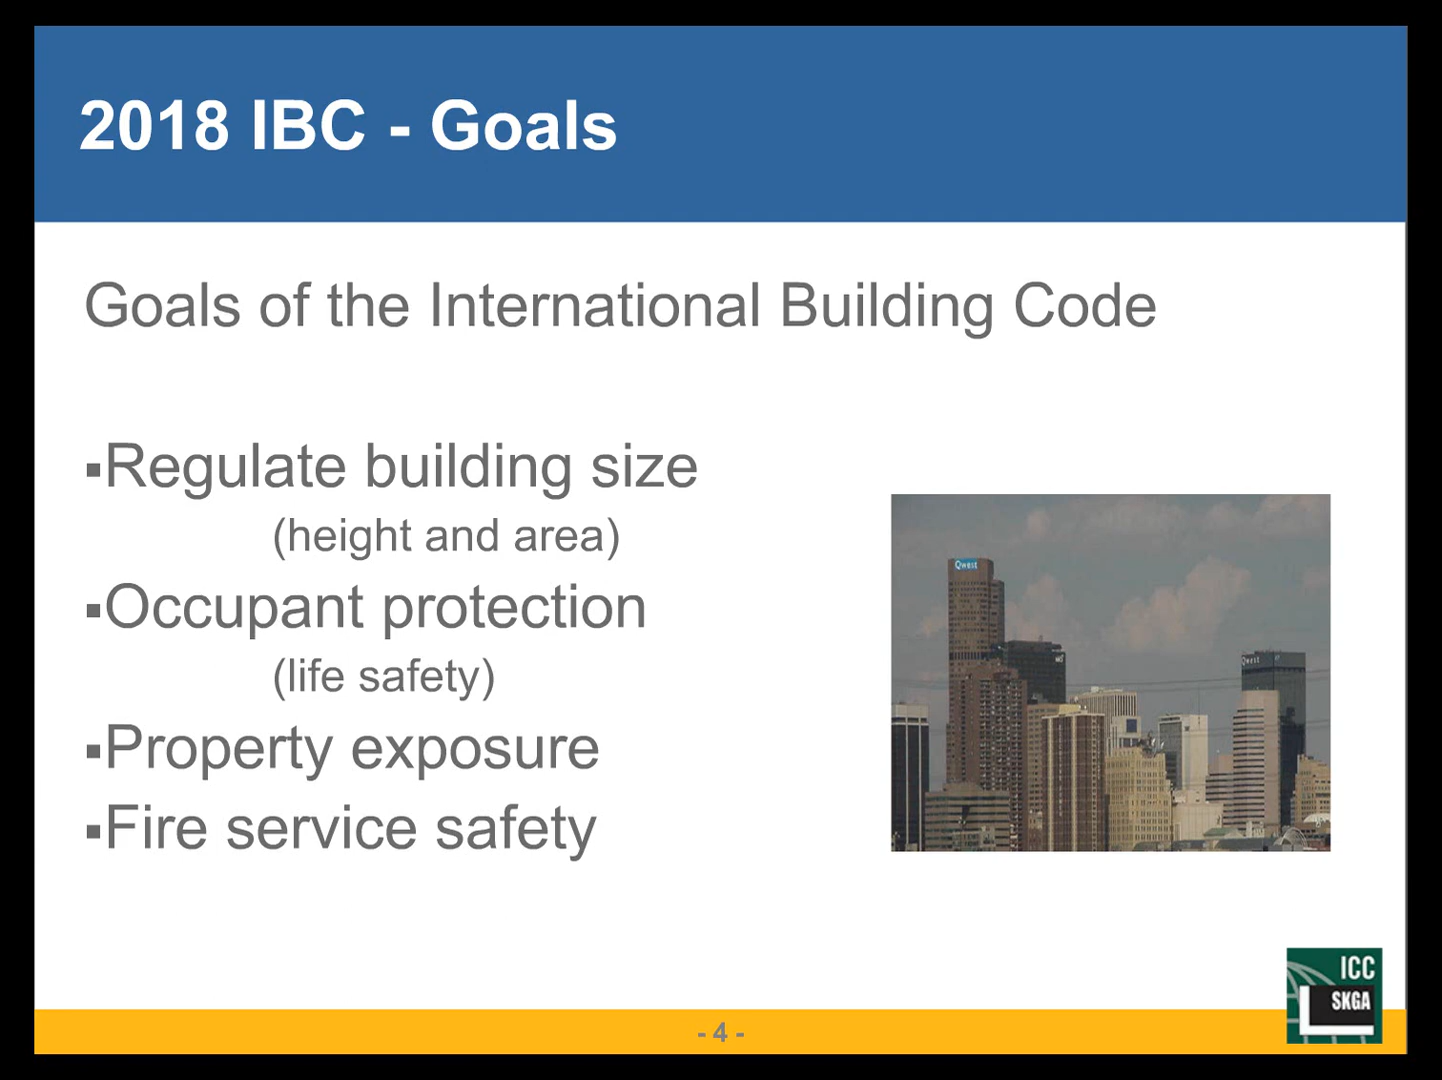 2018 IBC - Goals
Goals of the International Building Code
▪Regulate building size
(height and area)
▪Occupant protection
(life safety)
▪Property exposure
▪Fire service safety
Qwest
Qwest
ICC
SKGA
- 4 -